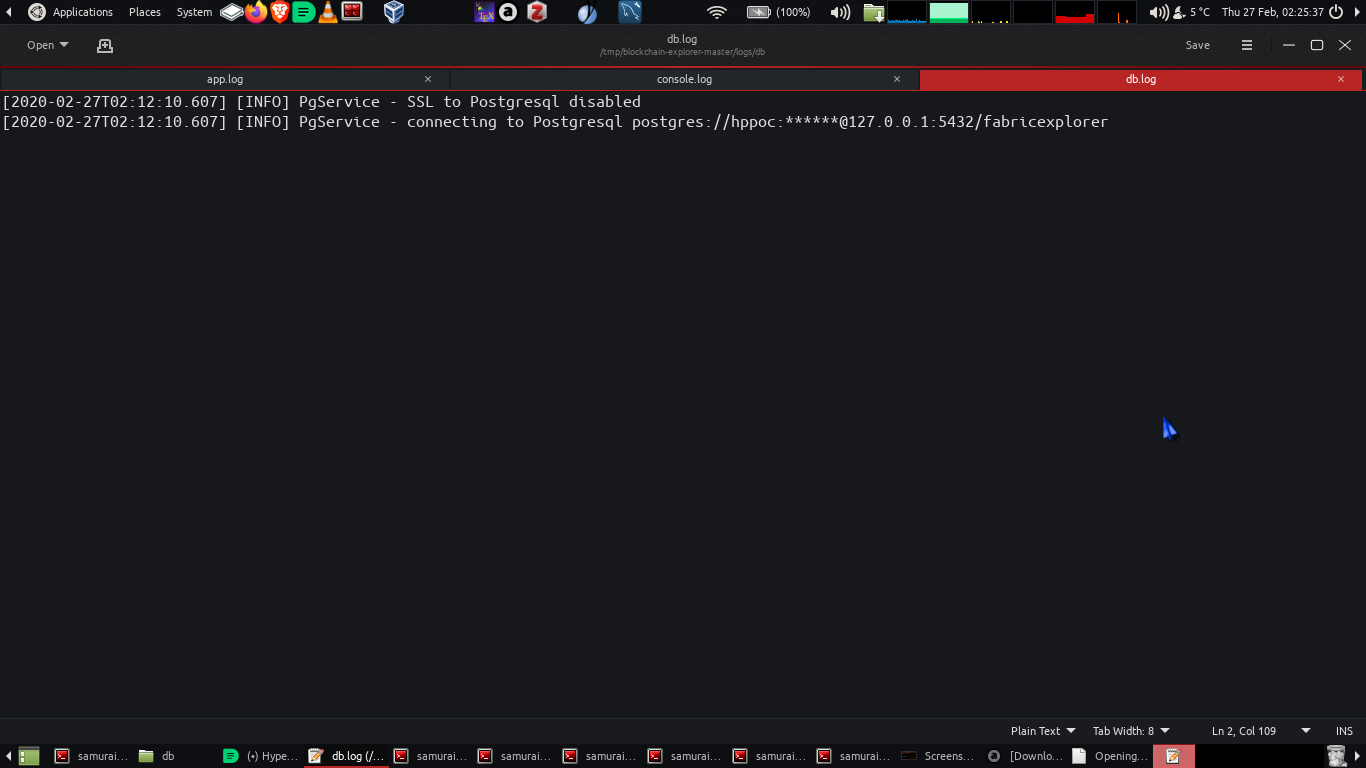 Applications Places System (100%) 5 °C Thu 27 Feb, 02:25:37
Open db.log Save
/tmp/blockchain-explorer-master/logs/db
app.log × console.log × db.log ×
[2020-02-27T02:12:10.607] [INFO] PgService - SSL to Postgresql disabled
[2020-02-27T02:12:10.607] [INFO] PgService - connecting to Postgresql postgres://hppoc:******@127.0.0.1:5432/fabricexplorer
Plain Text Tab Width: 8 Ln 2, Col 109 INS
samurai... db (•) Hype... db.log (/... samurai... samurai... samurai... samurai... samurai... samurai... Screens... [Downlo... Opening...